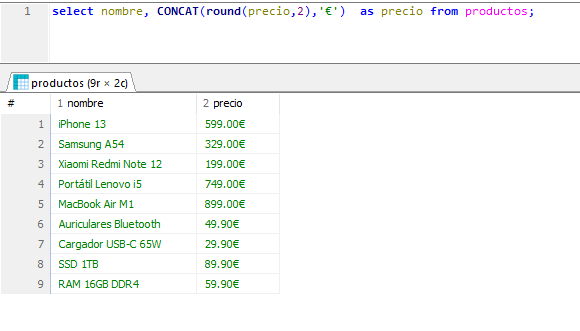 1 select nombre, CONCAT(round(precio,2),'€')  as precio from productos;
productos (9r × 2c)
# 1 nombre 2 precio
1 iPhone 13 599.00€
2 Samsung A54 329.00€
3 Xiaomi Redmi Note 12 199.00€
4 Portátil Lenovo i5 749.00€
5 MacBook Air M1 899.00€
6 Auriculares Bluetooth 49.90€
7 Cargador USB-C 65W 29.90€
8 SSD 1TB 89.90€
9 RAM 16GB DDR4 59.90€